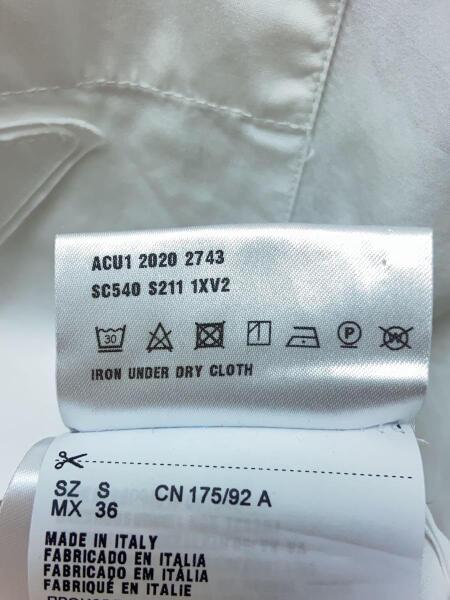 ACU1 2020 2743
SC540 S211 1XV2
30 P W
IRON UNDER DRY CLOTH
SZ S CN 175/92 A
MX 36
MADE IN ITALY
FABRICADO EN ITALIA
FABRICADO EM ITALIA
FABRIQUÉ EN ITALIE